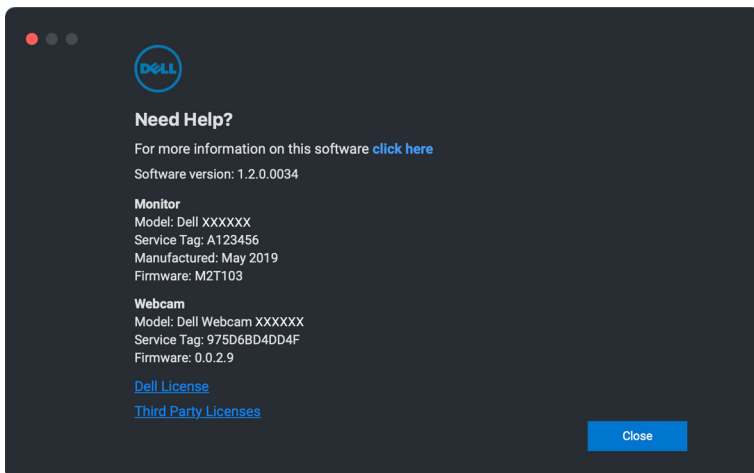 DELL
Need Help?
For more information on this software click here
Software version: 1.2.0.0034
Monitor
Model: Dell XXXXXX
Service Tag: A123456
Manufactured: May 2019
Firmware: M2T103
Webcam
Model: Dell Webcam XXXXXX
Service Tag: 975D6BD4DD4F
Firmware: 0.0.2.9
Dell License
Third Party Licenses
Close